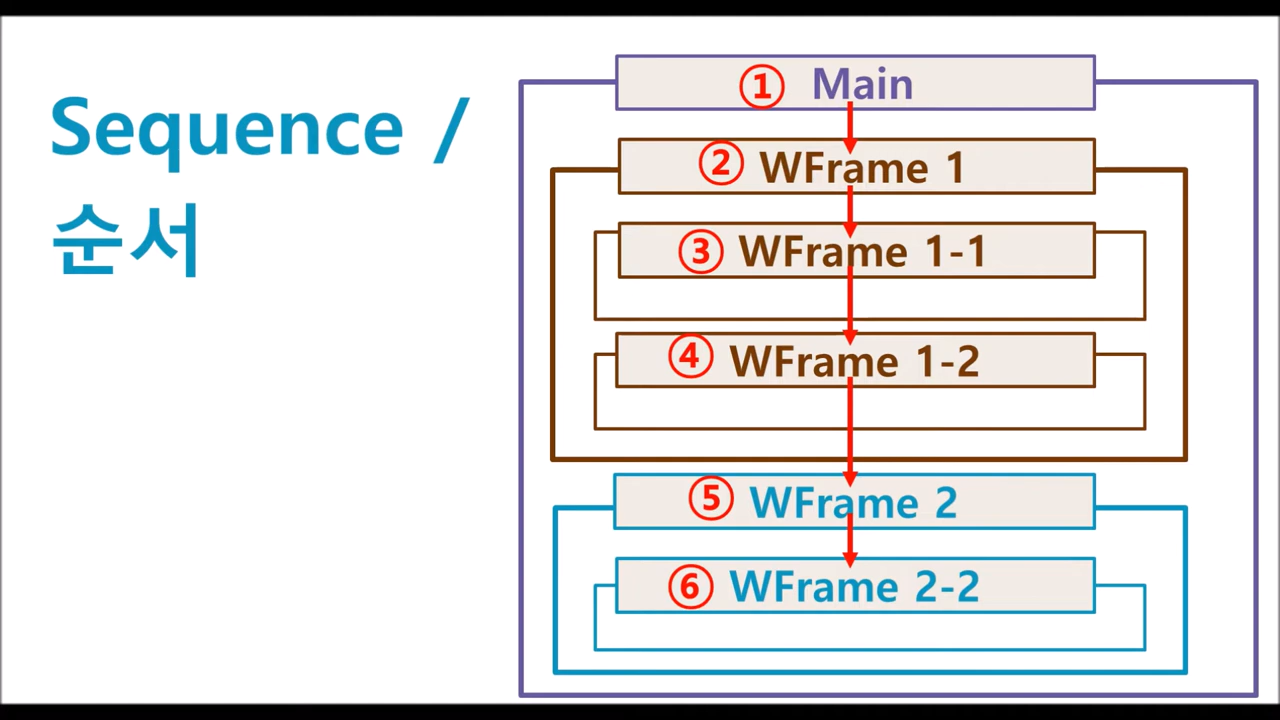 Sequence /
순서
① Main
② WFrame 1
③ WFrame 1-1
④ WFrame 1-2
⑤ WFrame 2
⑥ WFrame 2-2